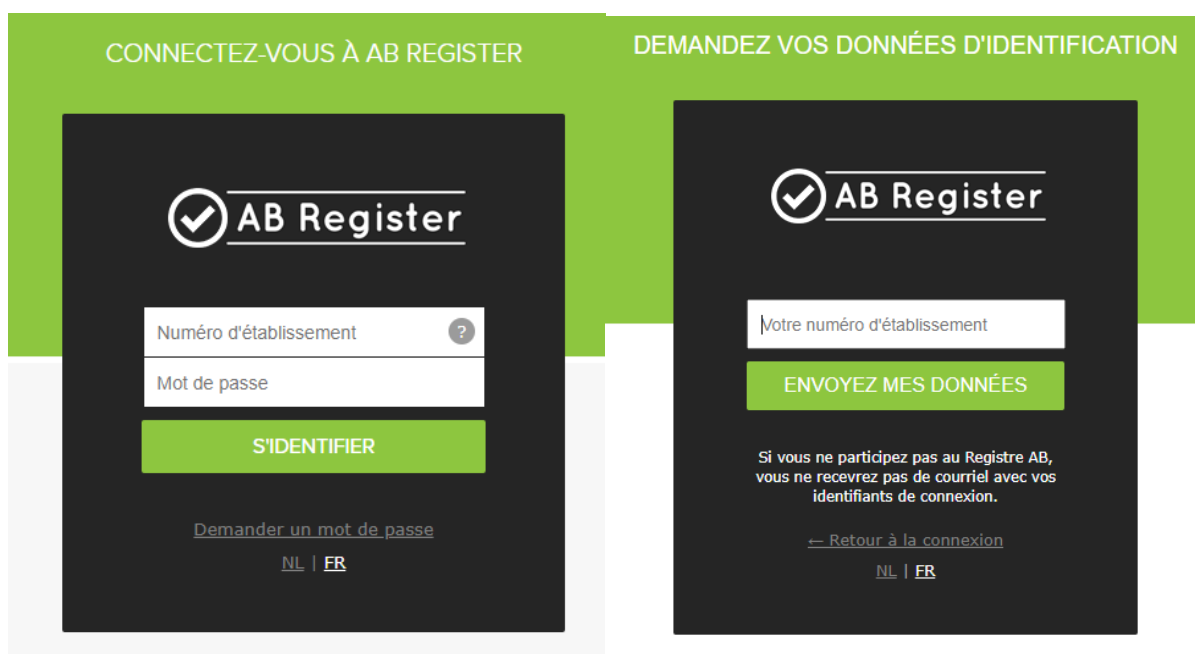 CONNECTEZ-VOUS À AB REGISTER
AB Register
Numéro d'établissement
?
Mot de passe
S'IDENTIFIER
Demander un mot de passe
NL | FR
DEMANDEZ VOS DONNÉES D'IDENTIFICATION
AB Register
Votre numéro d'établissement
ENVOYEZ MES DONNÉES
Si vous ne participez pas au Registre AB,
vous ne recevrez pas de courriel avec vos
identifiants de connexion.
← Retour à la connexion
NL | FR